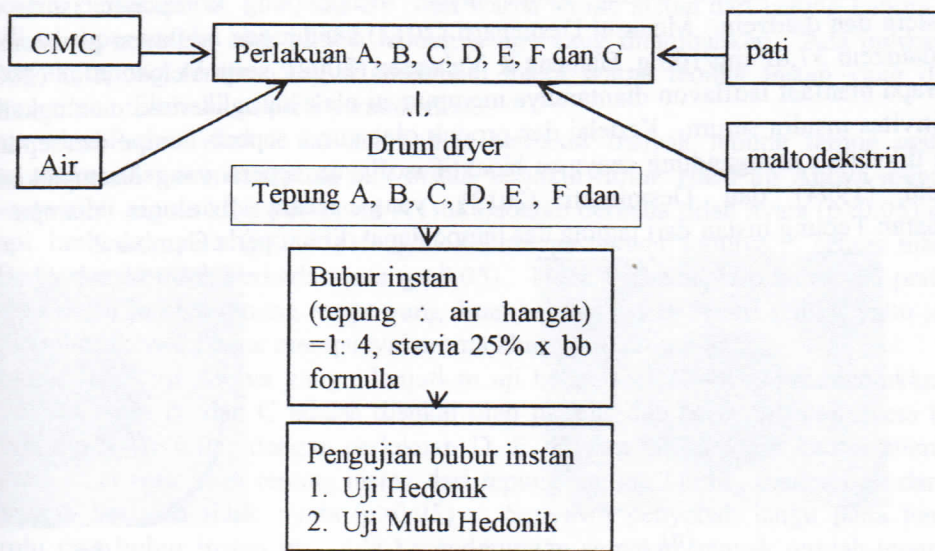 CMC
Perlakuan A, B, C, D, E, F dan G
pati
Air
maltodekstrin
Drum dryer
Tepung A, B, C, D, E , F dan
Bubur instan
(tepung : air hangat)
=1: 4, stevia 25% x bb
formula
Pengujian bubur instan
1. Uji Hedonik
2. Uji Mutu Hedonik